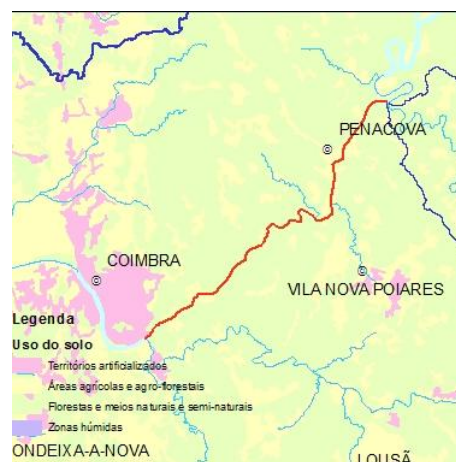 PENACOVA
©
COIMBRA
©
©
VILA NOVA POIARES
Legenda
Uso do solo
Territórios artificializados
Áreas agrícolas e agro-florestais
Florestas e meios naturais e semi-naturais
Zonas húmidas
ONDEIXA-A-NOVA
LOUSÃ